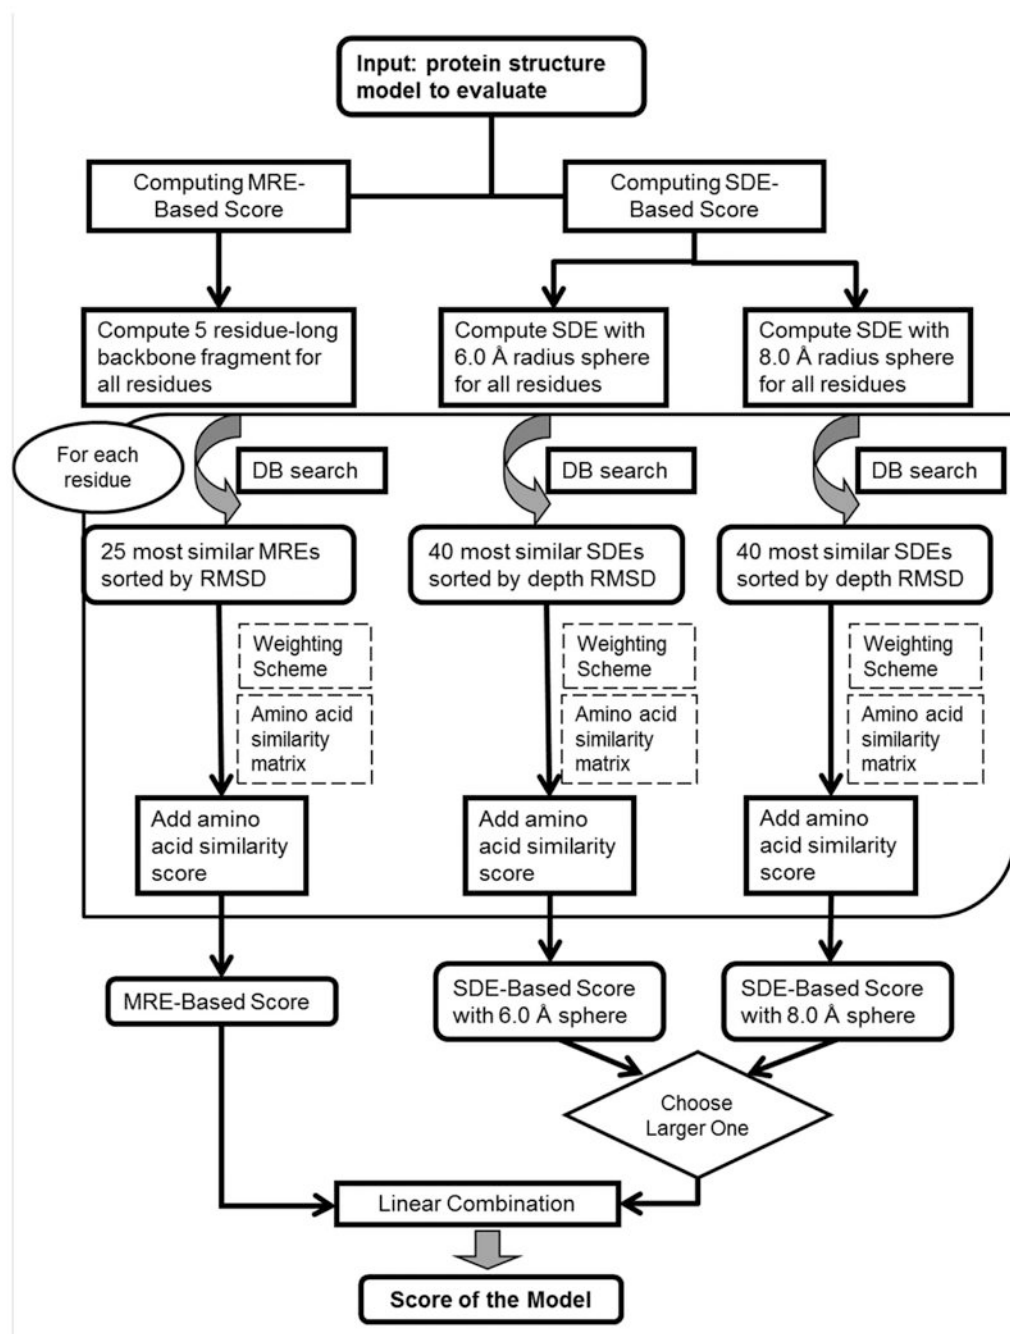 Input: protein structure
model to evaluate
Computing MRE-
Based Score
Computing SDE-
Based Score
Compute 5 residue-long
backbone fragment for
all residues
Compute SDE with
6.0 Å radius sphere
for all residues
Compute SDE with
8.0 Å radius sphere
for all residues
For each
residue
DB search
DB search
DB search
25 most similar MREs
sorted by RMSD
40 most similar SDEs
sorted by depth RMSD
40 most similar SDEs
sorted by depth RMSD
Weighting
Scheme
Weighting
Scheme
Weighting
Scheme
Amino acid
similarity
matrix
Amino acid
similarity
matrix
Amino acid
similarity
matrix
Add amino
acid similarity
score
Add amino
acid similarity
score
Add amino
acid similarity
score
MRE-Based Score
SDE-Based Score
with 6.0 Å sphere
SDE-Based Score
with 8.0 Å sphere
Choose
Larger One
Linear Combination
Score of the Model